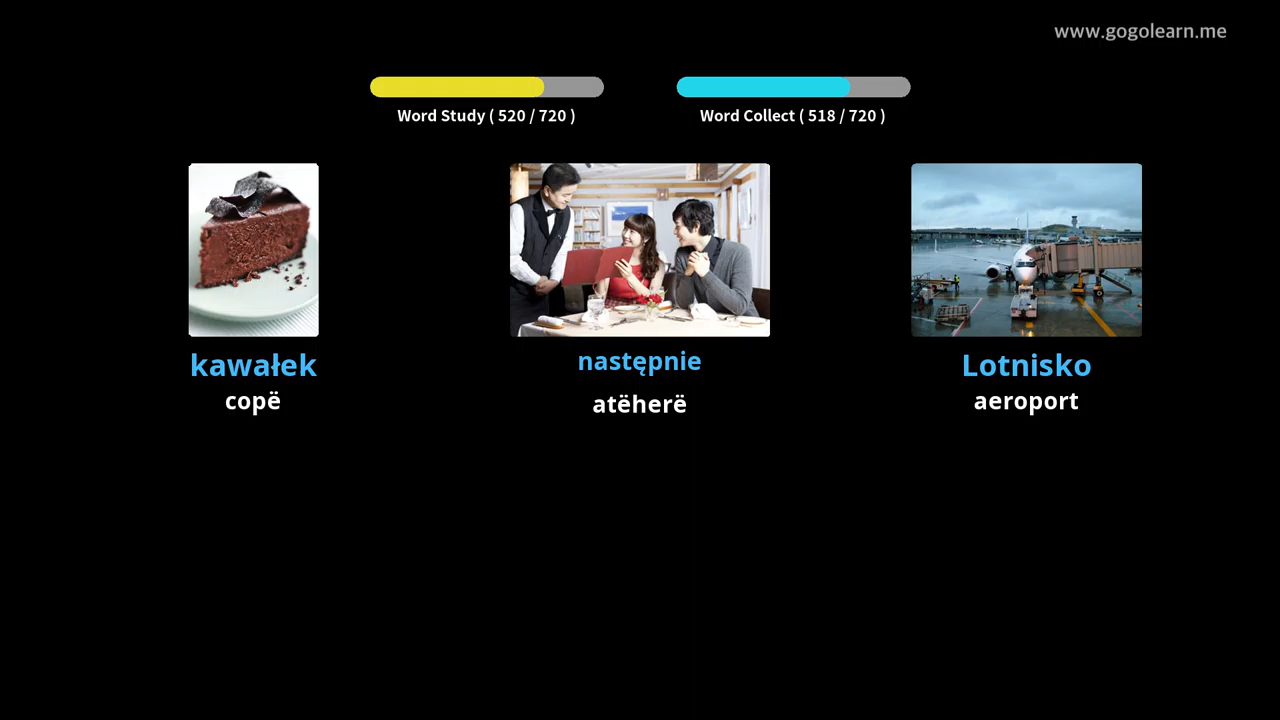 www.gogolearn.me
Word Study ( 520 / 720 )
Word Collect ( 518 / 720 )
kawałek
copë
następnie
atëherë
Lotnisko
aeroport